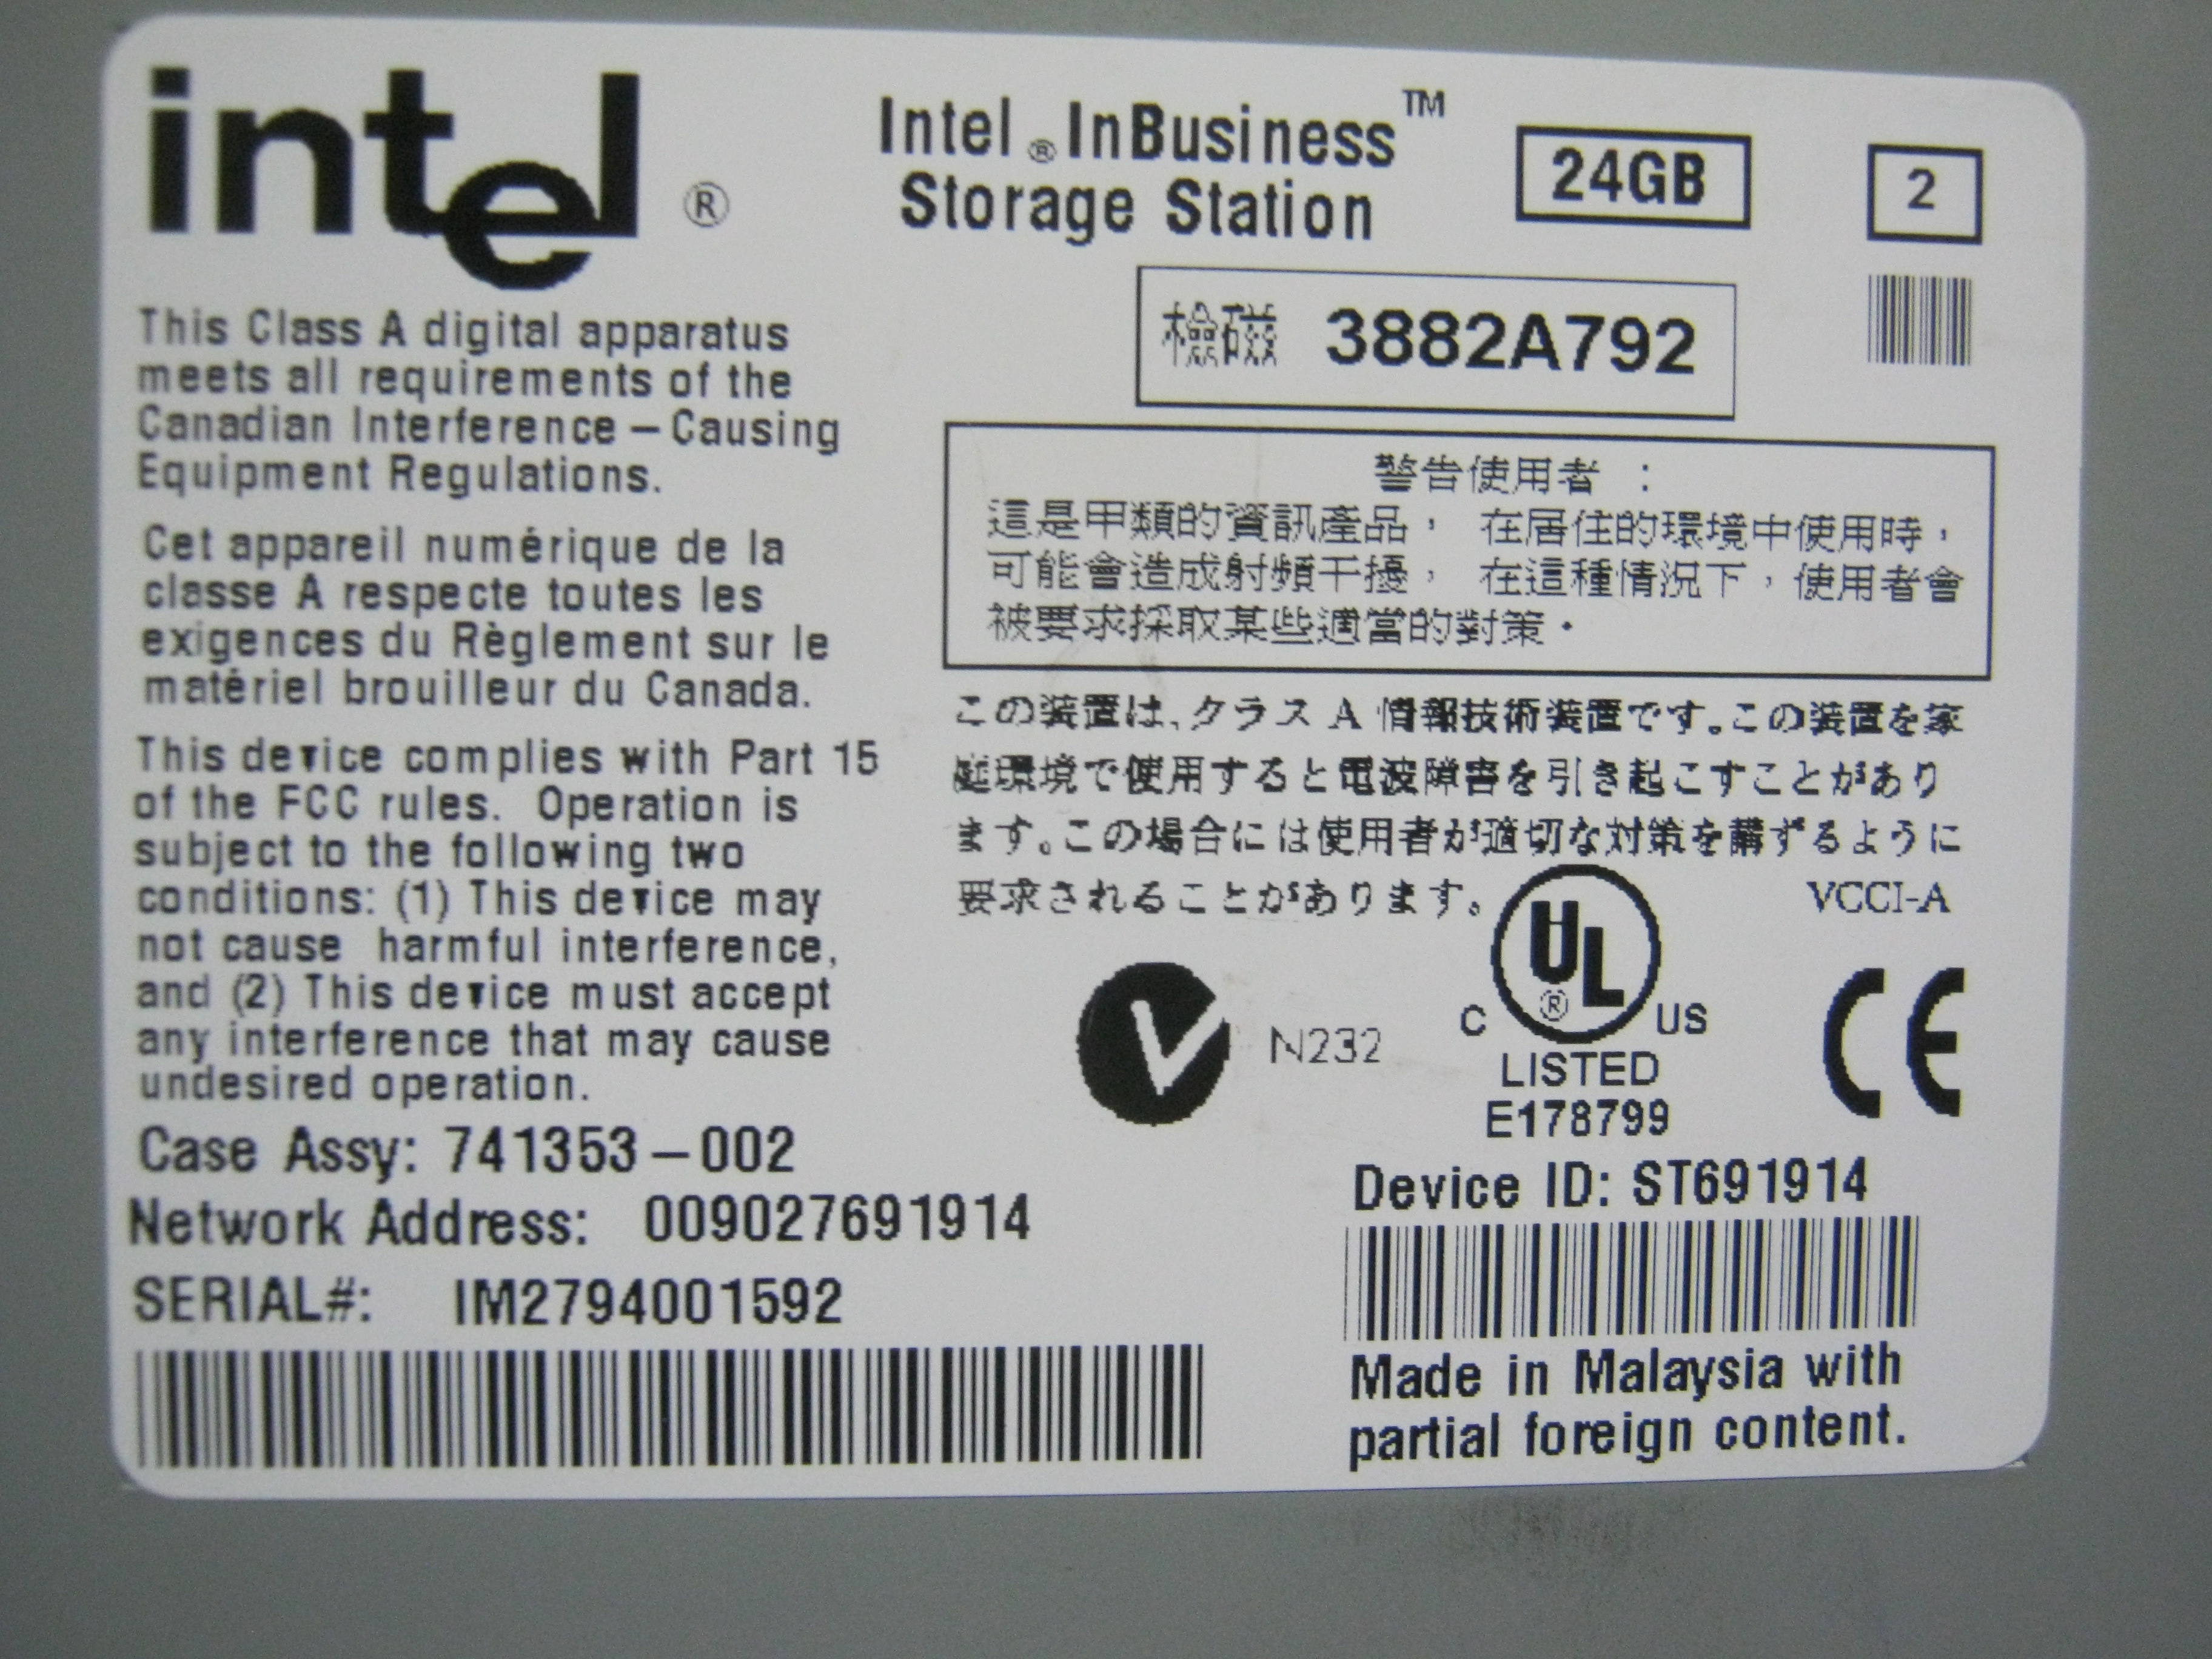 intel®
Intel® InBusiness™
Storage Station
24GB
2
檢磁 3882A792
This Class A digital apparatus
meets all requirements of the
Canadian Interference – Causing
Equipment Regulations.
Cet appareil numérique de la
classe A respecte toutes les
exigences du Règlement sur le
matériel brouilleur du Canada.
This device complies with Part 15
of the FCC rules. Operation is
subject to the following two
conditions: (1) This device may
not cause harmful interference,
and (2) This device must accept
any interference that may cause
undesired operation.
警告使用者 :
這是甲類的資訊產品, 在居住的環境中使用時,
可能會造成射頻干擾, 在這種情況下,使用者會
被要求採取某些適當的對策・
この装置は、クラス A 情報技術装置です。この装置を家
庭環境で使用すると電波障害を引き起こすことがあり
ます。この場合には使用者が適切な対策を講ずるように
要求されることがあります。
VCCI-A
N232
C UL® US
LISTED
E178799
CE
Case Assy: 741353–002
Network Address: 009027691914
SERIAL#: IM2794001592
Device ID: ST691914
Made in Malaysia with
partial foreign content.